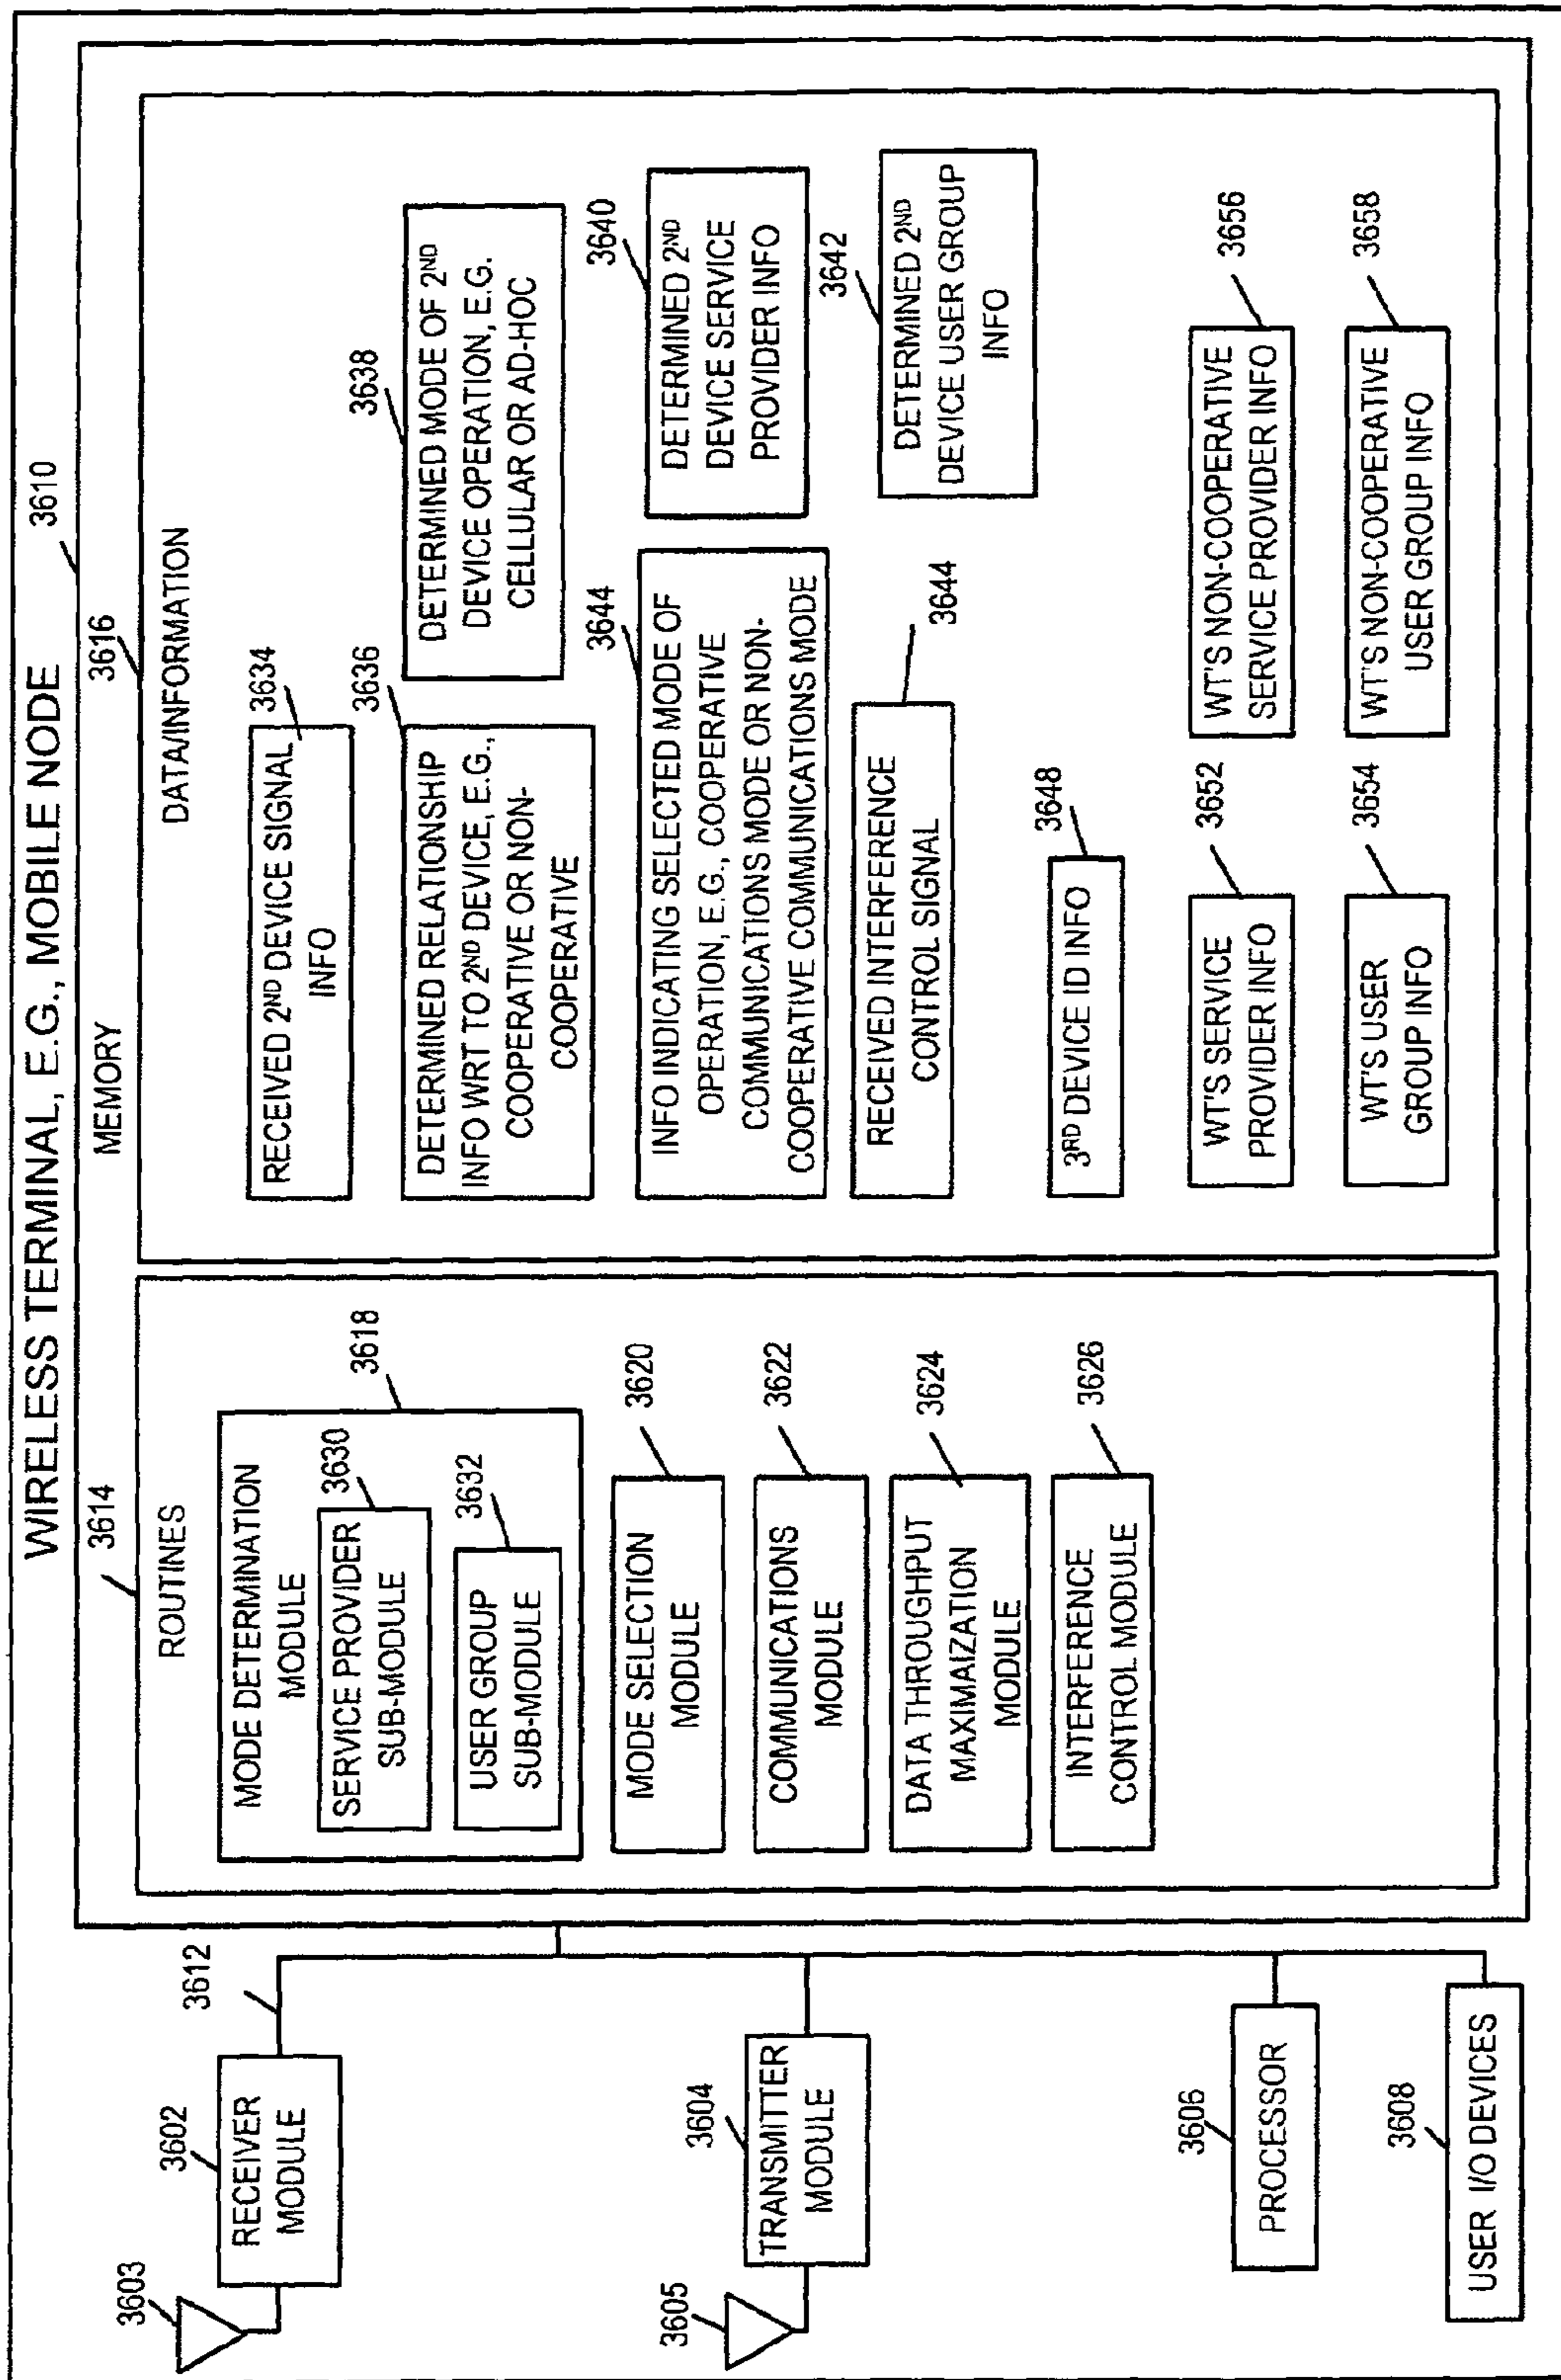 WIRELESS TERMINAL, E.G., MOBILE NODE
3610
3603
3602
RECEIVER
MODULE
3612
3605
3604
TRANSMITTER
MODULE
3606
PROCESSOR
3608
USER I/O DEVICES
MEMORY
3614
ROUTINES
MODE DETERMINATION
MODULE
3618
3630
SERVICE PROVIDER
SUB-MODULE
3632
USER GROUP
SUB-MODULE
3620
MODE SELECTION
MODULE
3622
COMMUNICATIONS
MODULE
3624
DATA THROUGHPUT
MAXIMAIZATION
MODULE
3626
INTERFERENCE
CONTROL MODULE
3616
DATA/INFORMATION
3634
RECEIVED 2ND DEVICE SIGNAL
INFO
3636
DETERMINED RELATIONSHIP
INFO WRT TO 2ND DEVICE, E.G.,
COOPERATIVE OR NON-
COOPERATIVE
3638
DETERMINED MODE OF 2ND
DEVICE OPERATION, E.G.
CELLULAR OR AD-HOC
3644
INFO INDICATING SELECTED MODE OF
OPERATION, E.G., COOPERATIVE
COMMUNICATIONS MODE OR NON-
COOPERATIVE COMMUNICATIONS MODE
3640
DETERMINED 2ND
DEVICE SERVICE
PROVIDER INFO
3644
RECEIVED INTERFERENCE
CONTROL SIGNAL
3642
DETERMINED 2ND
DEVICE USER GROUP
INFO
3648
3RD DEVICE ID INFO
3652
WT'S SERVICE
PROVIDER INFO
3656
WT'S NON-COOPERATIVE
SERVICE PROVIDER INFO
3654
WT'S USER
GROUP INFO
3658
WT'S NON-COOPERATIVE
USER GROUP INFO